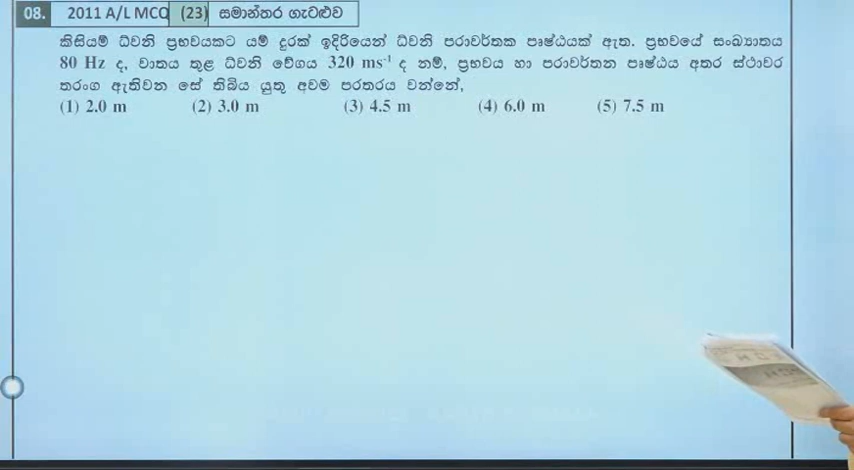 08. 2011 A/L MCQ (23) සමාන්තර ගැටළුව
කිසියම් ධ්වනි ප්‍රභවයකට යම් දුරක් ඉදිරියෙන් ධ්වනි පරාවර්තක පෘෂ්ඨයක් ඇත. ප්‍රභවයේ සංඛ්‍යාතය
80 Hz ද, වාතය තුළ ධ්වනි වේගය 320 ms⁻¹ ද නම්, ප්‍රභවය හා පරාවර්තන පෘෂ්ඨය අතර ස්ථාවර
තරංග ඇතිවන සේ තිබිය යුතු අවම පරතරය වන්නේ,
(1) 2.0 m (2) 3.0 m (3) 4.5 m (4) 6.0 m (5) 7.5 m